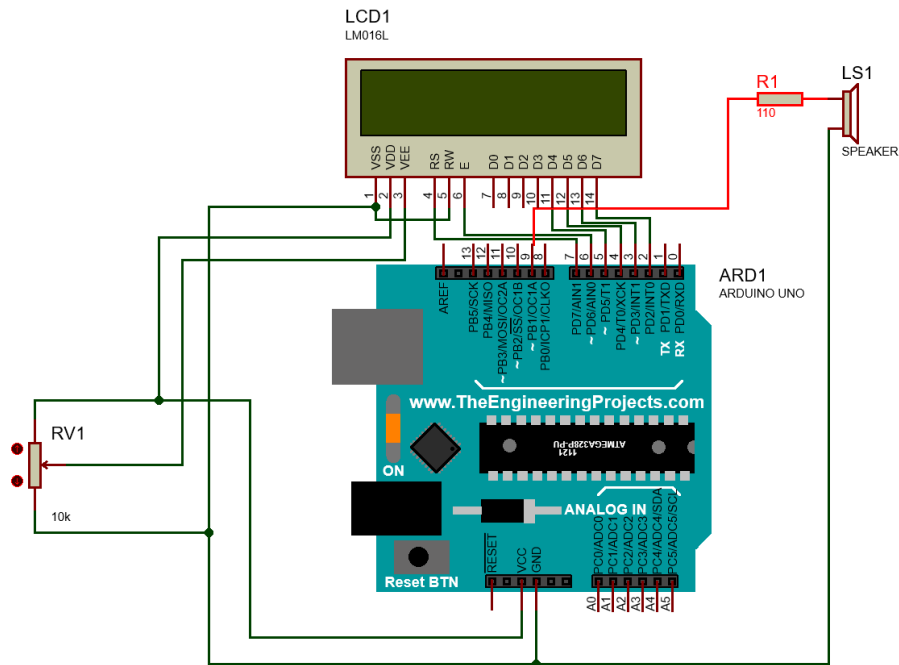 LCD1
LM016L
VSS VDD VEE RS RW E D0 D1 D2 D3 D4 D5 D6 D7
1 2 3 4 5 6 7 8 9 10 11 12 13 14
R1
110
LS1
SPEAKER
ARD1
ARDUINO UNO
13 12 11 10 9 8 7 6 5 4 3 2 1 0
AREF
PB5/SCK
PB4/MISO
~PB3/MOSI/OC2A
~PB2/SS/OC1B
~PB1/OC1A
PB0/ICP1/CLKO
PD7/AIN1
~PD6/AIN0
~PD5/T1
PD4/T0/XCK
~PD3/INT1
PD2/INT0
PD1/TXD
PD0/RXD
TX
RX
www.TheEngineeringProjects.com
RV1
10k
ON
1121
ATMEGA328P-PU
ANALOG IN
RESET
VCC
GND
PC0/ADC0
PC1/ADC1
PC2/ADC2
PC3/ADC3
PC4/ADC4/SDA
PC5/ADC5/SCL
Reset BTN
A0 A1 A2 A3 A4 A5